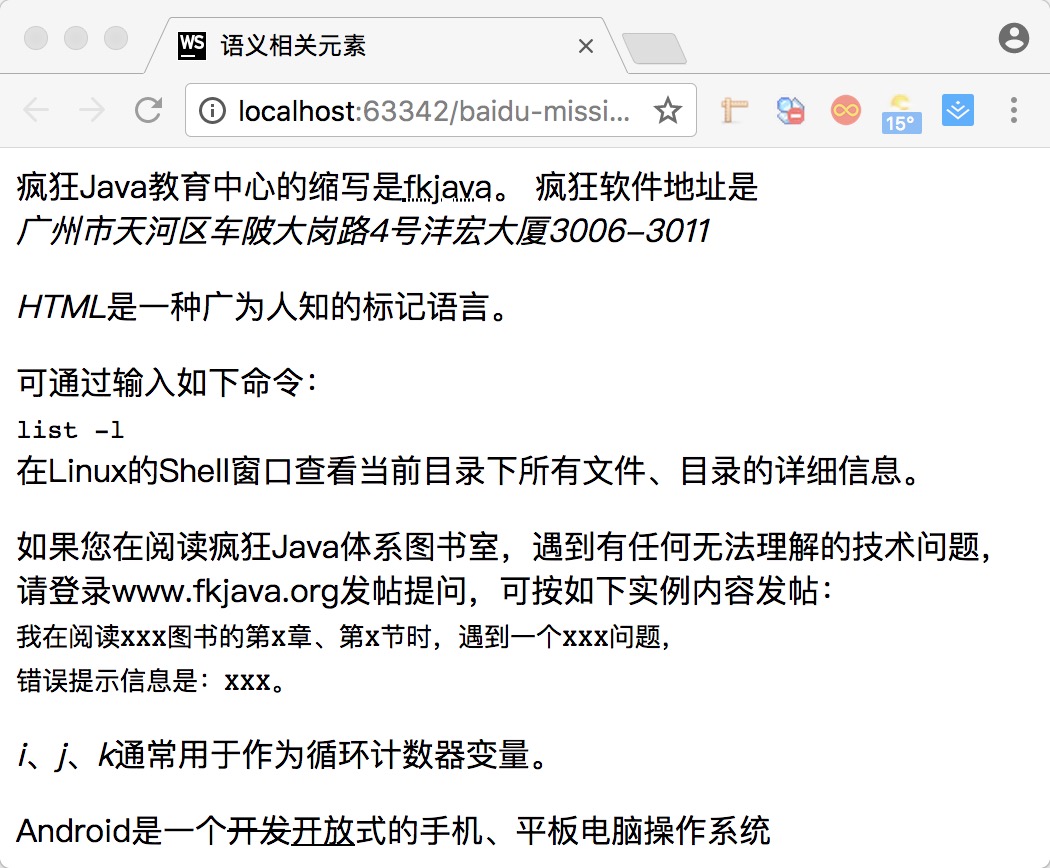 WS 语义相关元素
localhost:63342/baidu-missi...
15°
疯狂Java教育中心的缩写是fkjava。 疯狂软件地址是
广州市天河区车陂大岗路4号沣宏大厦3006-3011
HTML是一种广为人知的标记语言。
可通过输入如下命令：
list -l
在Linux的Shell窗口查看当前目录下所有文件、目录的详细信息。
如果您在阅读疯狂Java体系图书室，遇到有任何无法理解的技术问题，
请登录www.fkjava.org发帖提问，可按如下实例内容发帖：
我在阅读xxx图书的第x章、第x节时，遇到一个xxx问题，
错误提示信息是：xxx。
i、j、k通常用于作为循环计数器变量。
Android是一个开发开放式的手机、平板电脑操作系统